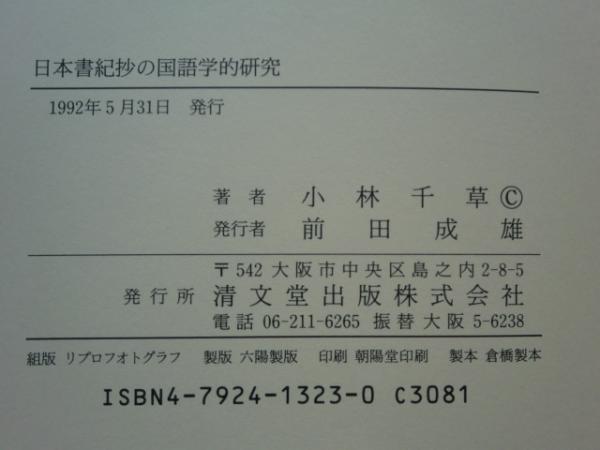 日本書紀抄の国語学的研究
1992年5月31日 発行
著者 小林千草©
発行者 前田成雄
〒542 大阪市中央区島之内2-8-5
発行所 清文堂出版株式会社
電話 06-211-6265 振替 大阪 5-6238
組版 リプロフオトグラフ 製版 六陽製版 印刷 朝陽堂印刷 製本 倉橋製本
ISBN4-7924-1323-0 C3081